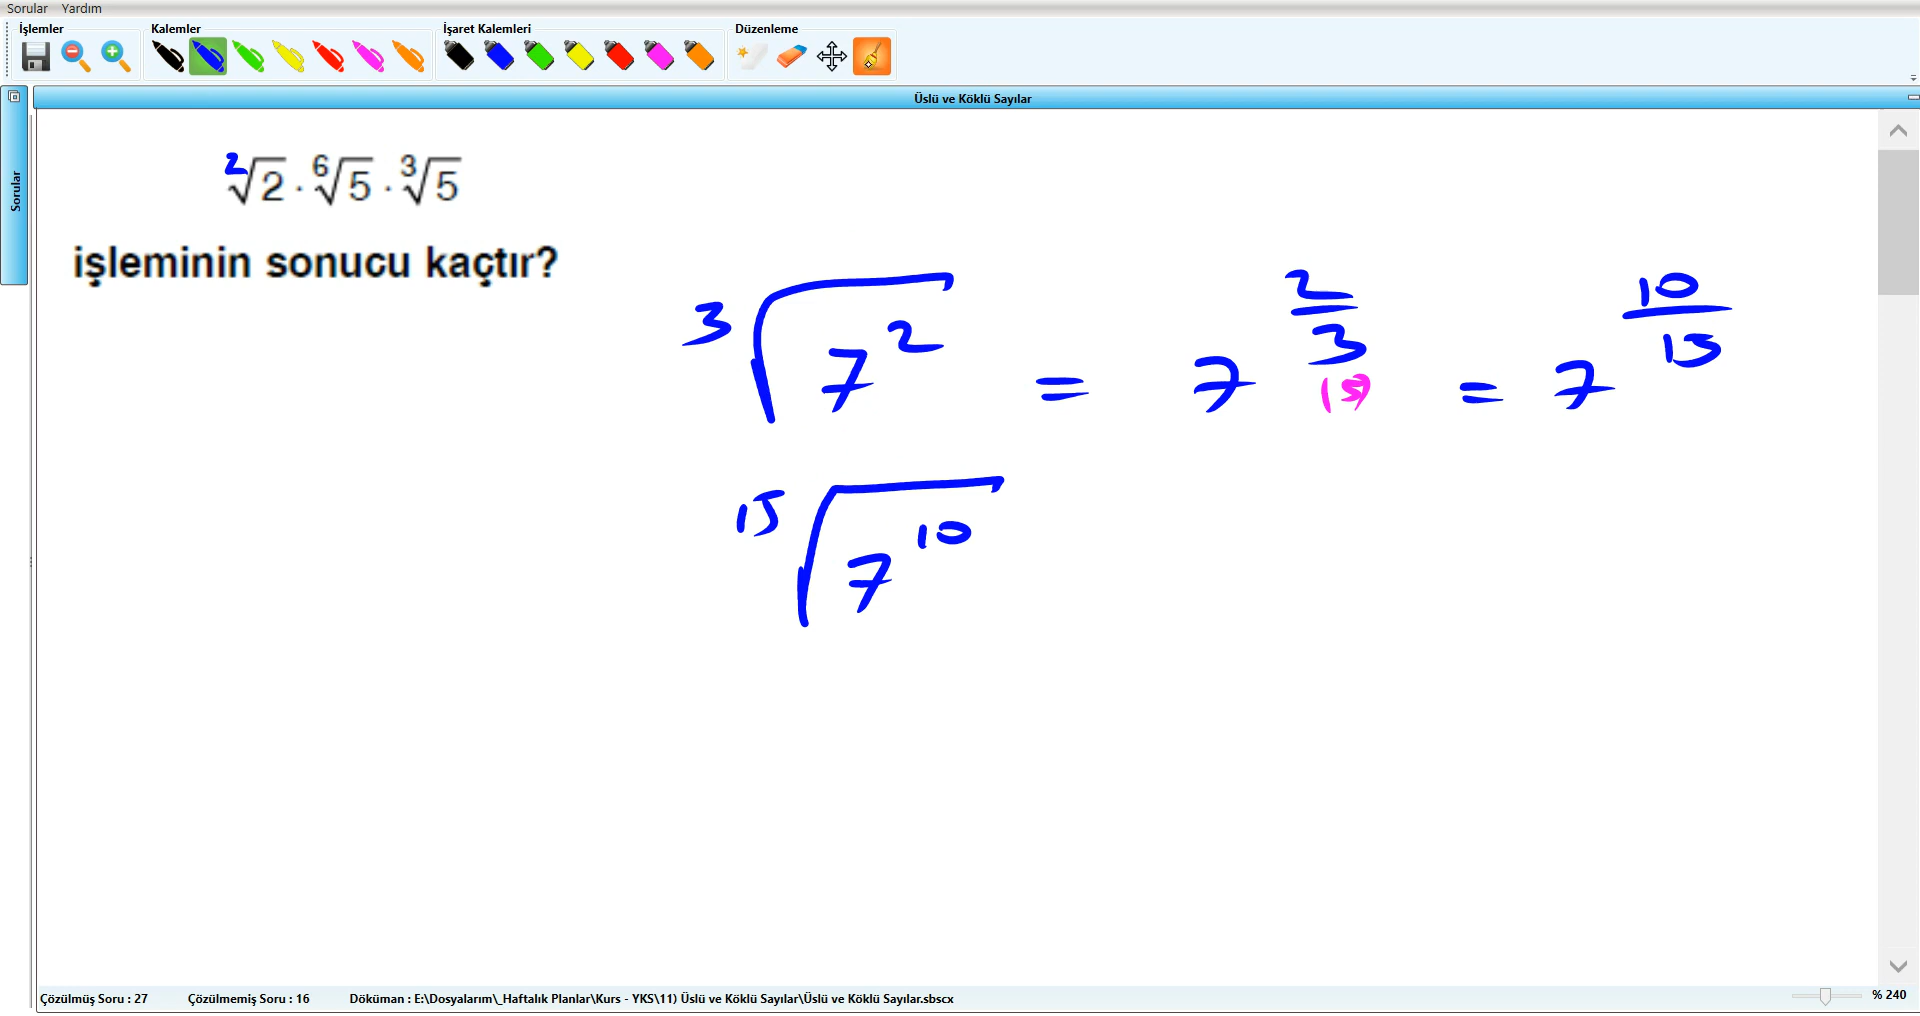 Sorular Yardım
İşlemler Kalemler İşaret Kalemleri Düzenleme
Üslü ve Köklü Sayılar
Sorular
²√2 · ⁶√5 · ³√5
işleminin sonucu kaçtır?
³√7² = 7^(2/3) (5) = 7^(10/15)
¹⁵√7¹⁰
Çözülmüş Soru : 27 Çözülmemiş Soru : 16 Döküman : E:\Dosyalarım\_Haftalık Planlar\Kurs - YKS\11) Üslü ve Köklü Sayılar\Üslü ve Köklü Sayılar.sbscx % 240